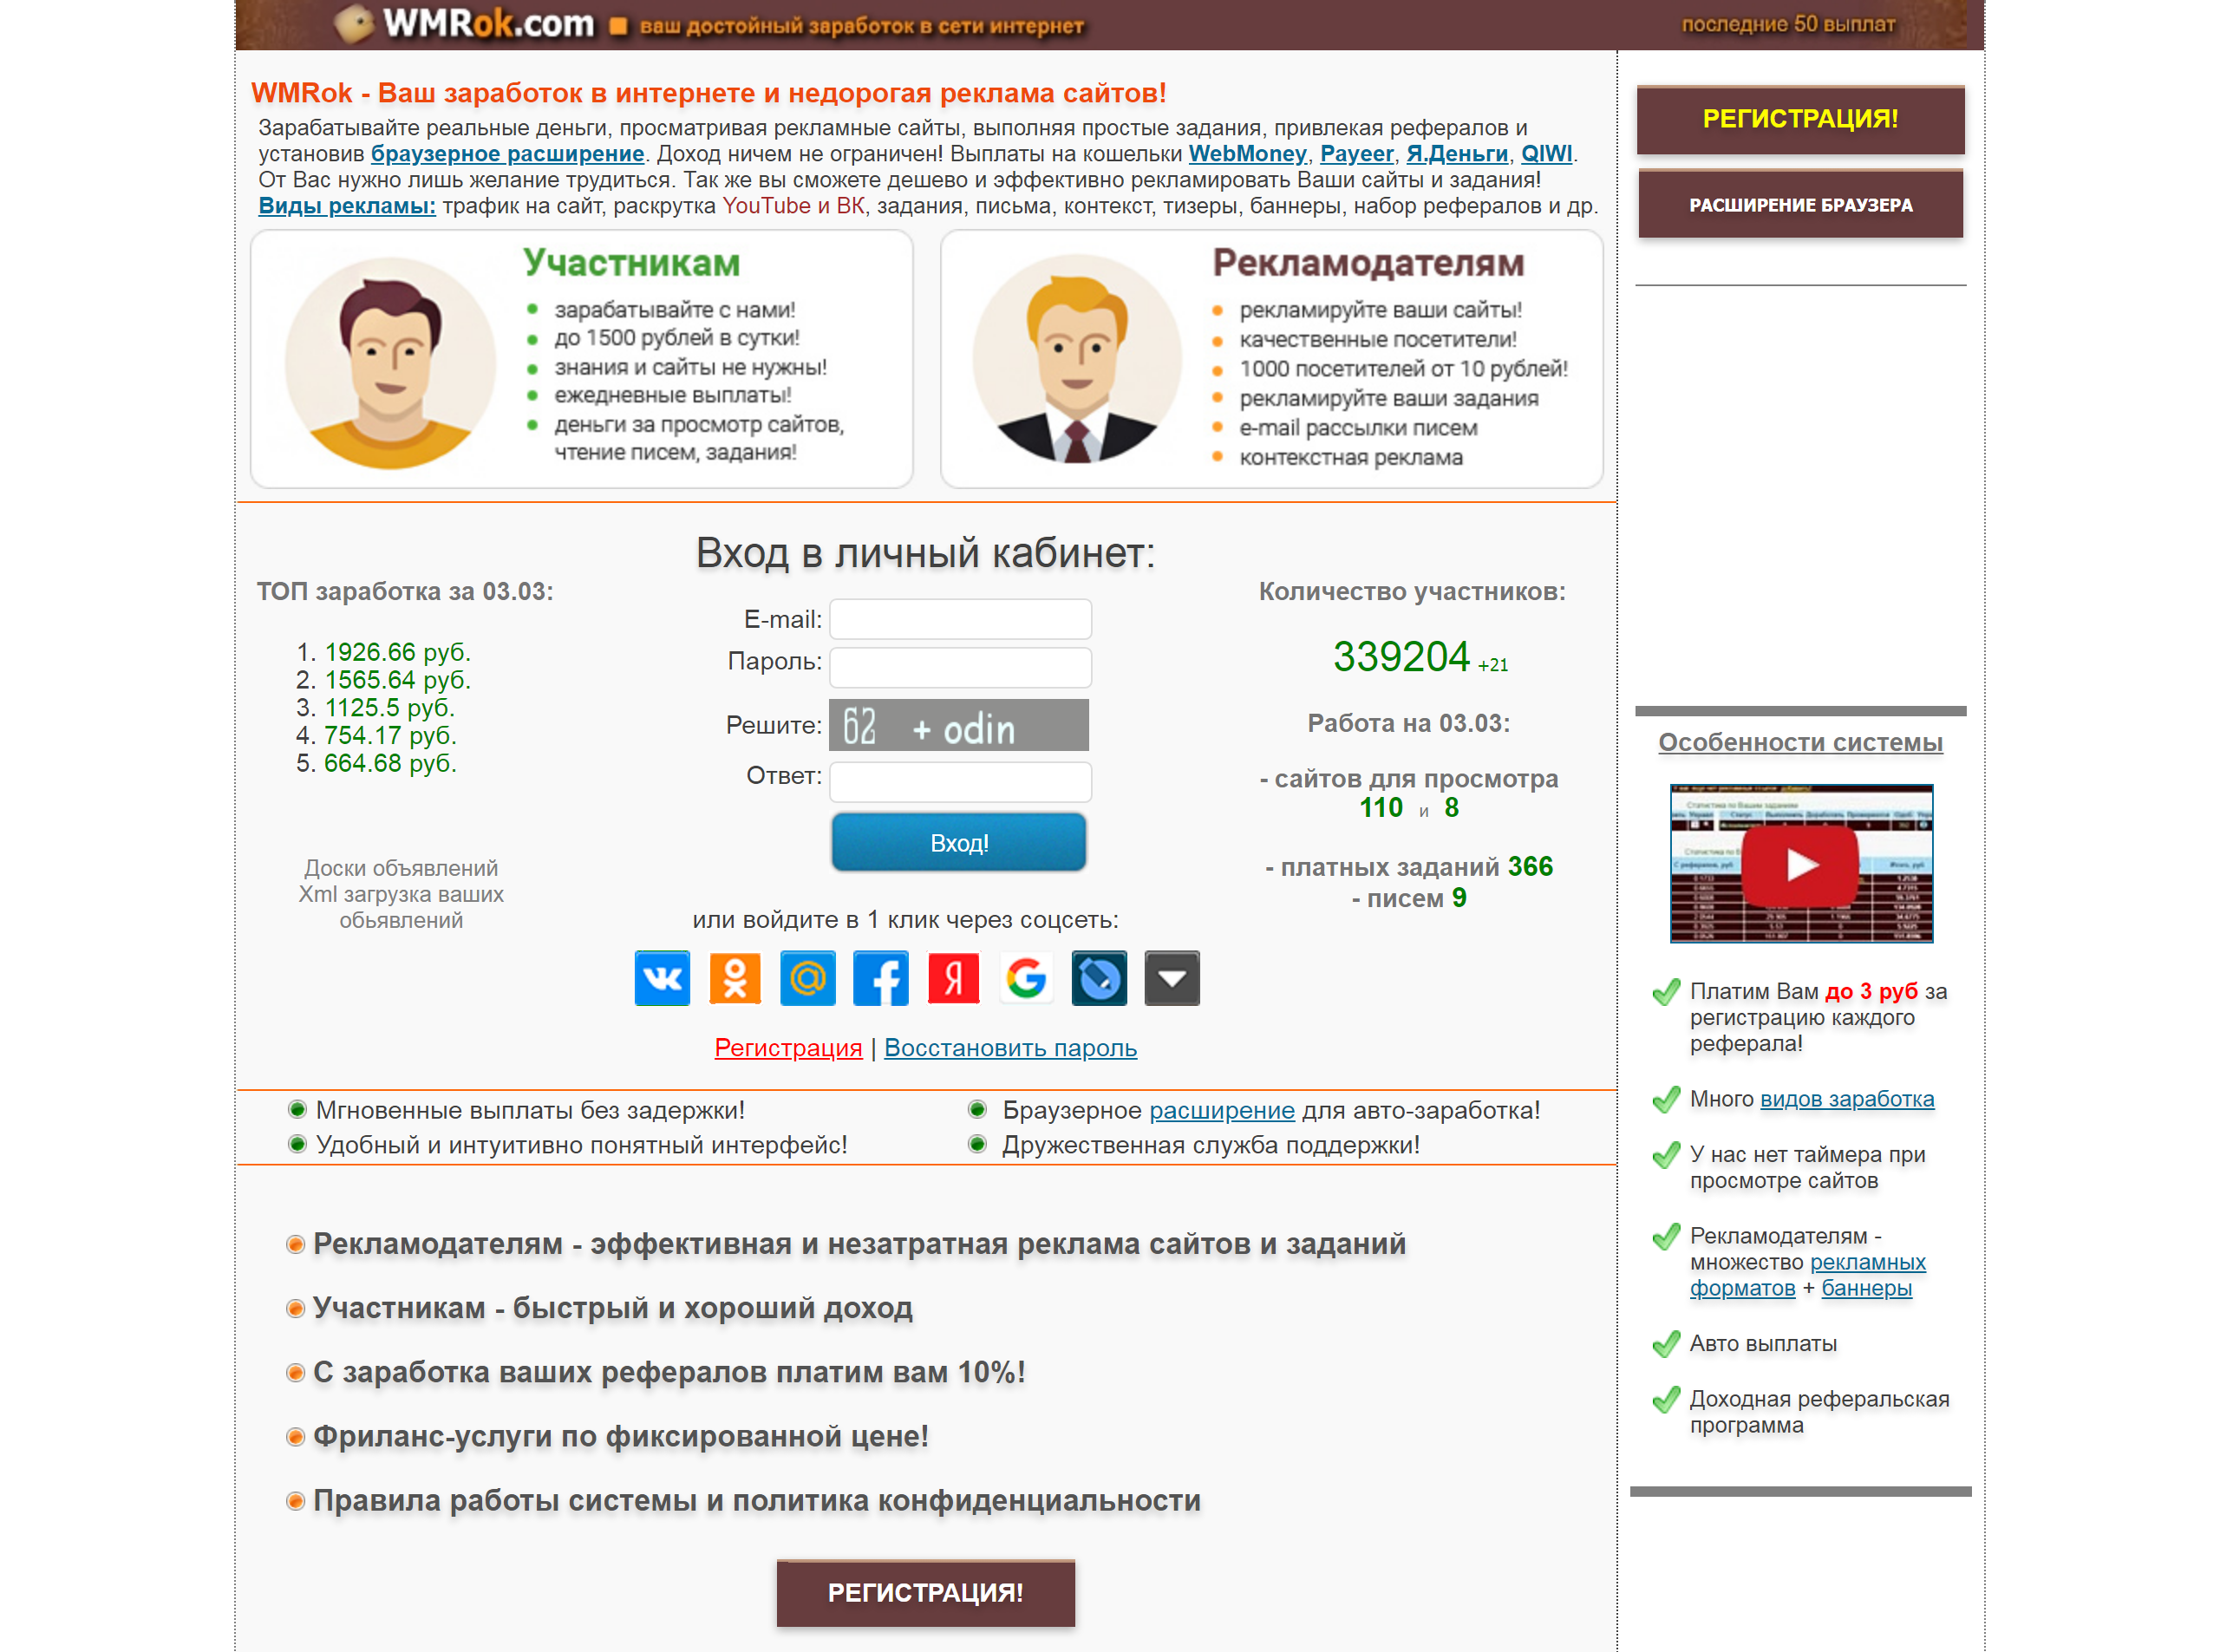 WMRok.com ваш достойный заработок в сети интернет
последние 50 выплат
WMRok - Ваш заработок в интернете и недорогая реклама сайтов!
Зарабатывайте реальные деньги, просматривая рекламные сайты, выполняя простые задания, привлекая рефералов и
установив браузерное расширение. Доход ничем не ограничен! Выплаты на кошельки WebMoney, Payeer, Я.Деньги, QIWI.
От Вас нужно лишь желание трудиться. Так же вы сможете дешево и эффективно рекламировать Ваши сайты и задания!
Виды рекламы: трафик на сайт, раскрутка YouTube и ВК, задания, письма, контекст, тизеры, баннеры, набор рефералов и др.
Участникам
зарабатывайте с нами!
до 1500 рублей в сутки!
знания и сайты не нужны!
ежедневные выплаты!
деньги за просмотр сайтов,
чтение писем, задания!
Рекламодателям
рекламируйте ваши сайты!
качественные посетители!
1000 посетителей от 10 рублей!
рекламируйте ваши задания
e-mail рассылки писем
контекстная реклама
ТОП заработка за 03.03:
1. 1926.66 руб.
2. 1565.64 руб.
3. 1125.5 руб.
4. 754.17 руб.
5. 664.68 руб.
Доски объявлений
Xml загрузка ваших
обьявлений
Вход в личный кабинет:
E-mail:
Пароль:
Решите: 62 + odin
Ответ:
Вход!
или войдите в 1 клик через соцсеть:
Регистрация | Восстановить пароль
Количество участников:
339204 +21
Работа на 03.03:
- сайтов для просмотра
110 и 8
- платных заданий 366
- писем 9
Мгновенные выплаты без задержки!
Браузерное расширение для авто-заработка!
Удобный и интуитивно понятный интерфейс!
Дружественная служба поддержки!
Рекламодателям - эффективная и незатратная реклама сайтов и заданий
Участникам - быстрый и хороший доход
С заработка ваших рефералов платим вам 10%!
Фриланс-услуги по фиксированной цене!
Правила работы системы и политика конфиденциальности
РЕГИСТРАЦИЯ!
РЕГИСТРАЦИЯ!
РАСШИРЕНИЕ БРАУЗЕРА
Особенности системы
Платим Вам до 3 руб за
регистрацию каждого
реферала!
Много видов заработка
У нас нет таймера при
просмотре сайтов
Рекламодателям -
множество рекламных
форматов + баннеры
Авто выплаты
Доходная реферальская
программа